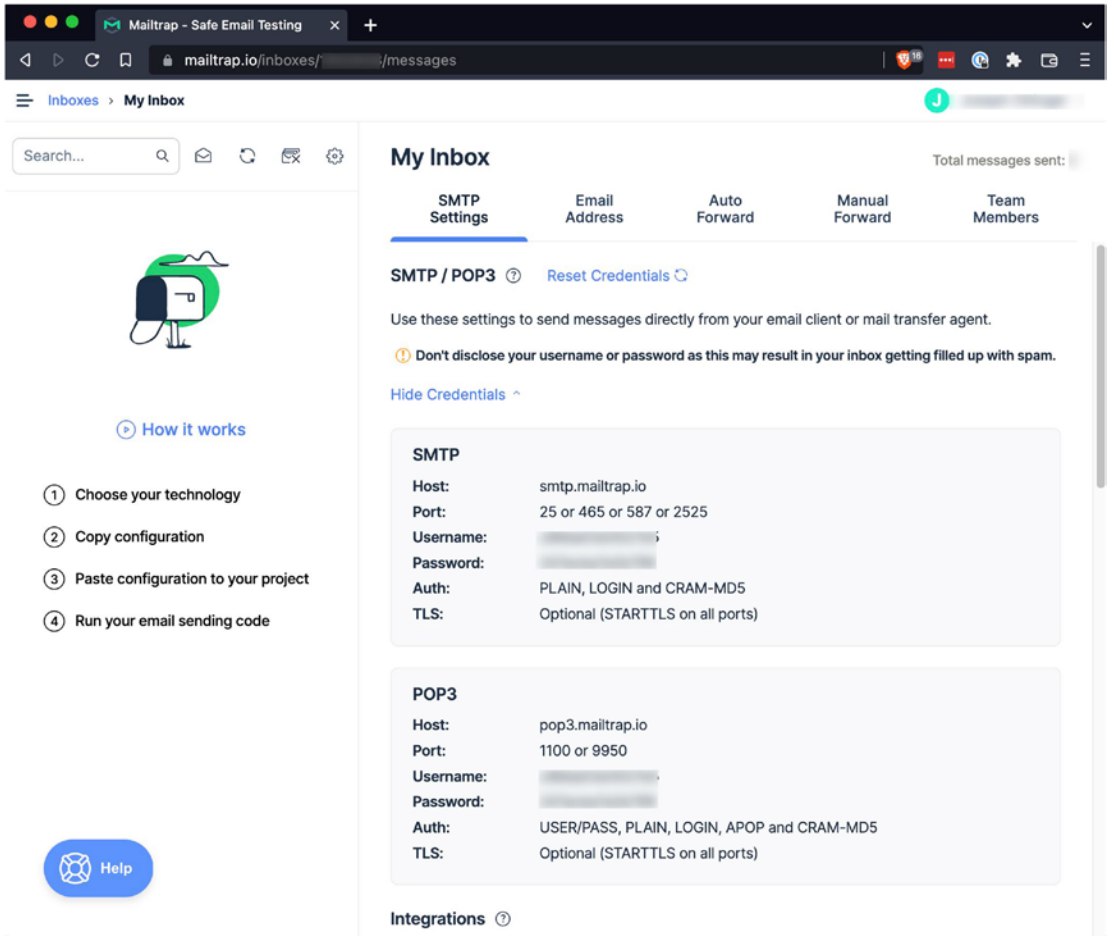 Mailtrap - Safe Email Testing
mailtrap.io/inboxes/ /messages
16
Inboxes > My Inbox
J
Search...
How it works
1 Choose your technology
2 Copy configuration
3 Paste configuration to your project
4 Run your email sending code
Help
My Inbox
Total messages sent:
SMTP Settings
Email Address
Auto Forward
Manual Forward
Team Members
SMTP / POP3 ? Reset Credentials
Use these settings to send messages directly from your email client or mail transfer agent.
Don't disclose your username or password as this may result in your inbox getting filled up with spam.
Hide Credentials
SMTP
Host: smtp.mailtrap.io
Port: 25 or 465 or 587 or 2525
Username:
Password:
Auth: PLAIN, LOGIN and CRAM-MD5
TLS: Optional (STARTTLS on all ports)
POP3
Host: pop3.mailtrap.io
Port: 1100 or 9950
Username:
Password:
Auth: USER/PASS, PLAIN, LOGIN, APOP and CRAM-MD5
TLS: Optional (STARTTLS on all ports)
Integrations ?